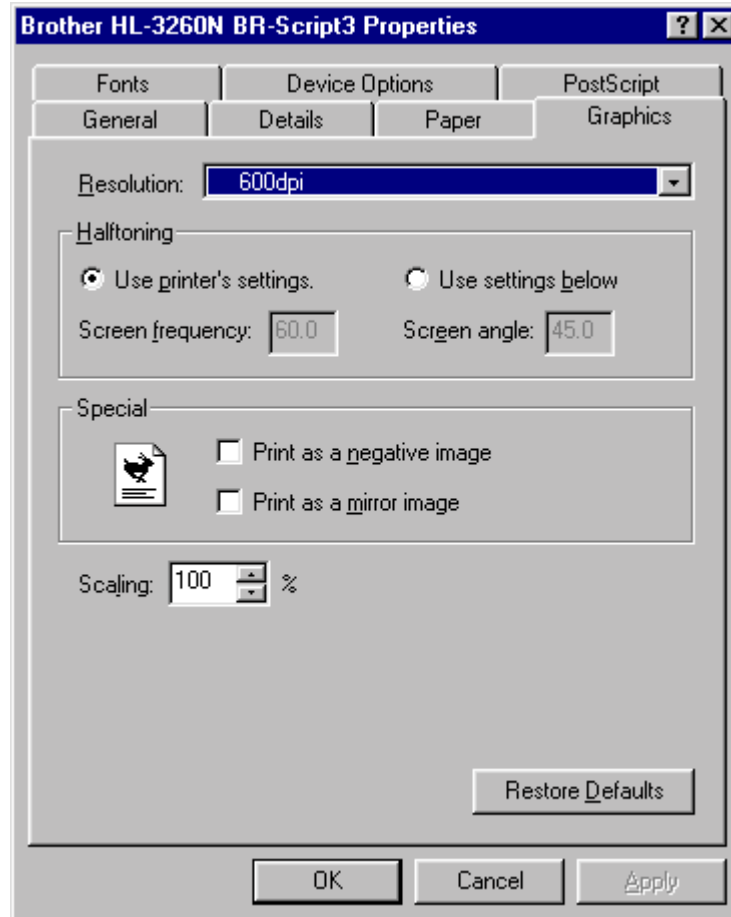 Brother HL-3260N BR-Script3 Properties
Fonts Device Options PostScript
General Details Paper Graphics
Resolution: 600dpi
Halftoning
Use printer's settings. Use settings below
Screen frequency: 60.0 Screen angle: 45.0
Special
Print as a negative image
Print as a mirror image
Scaling: 100 %
Restore Defaults
OK Cancel Apply